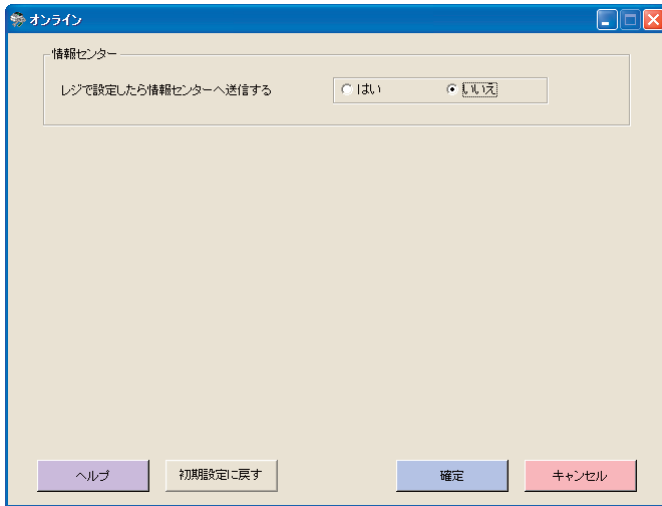 オンライン
情報センター
レジで設定したら情報センターへ送信する
はい
いいえ
ヘルプ
初期設定に戻す
確定
キャンセル